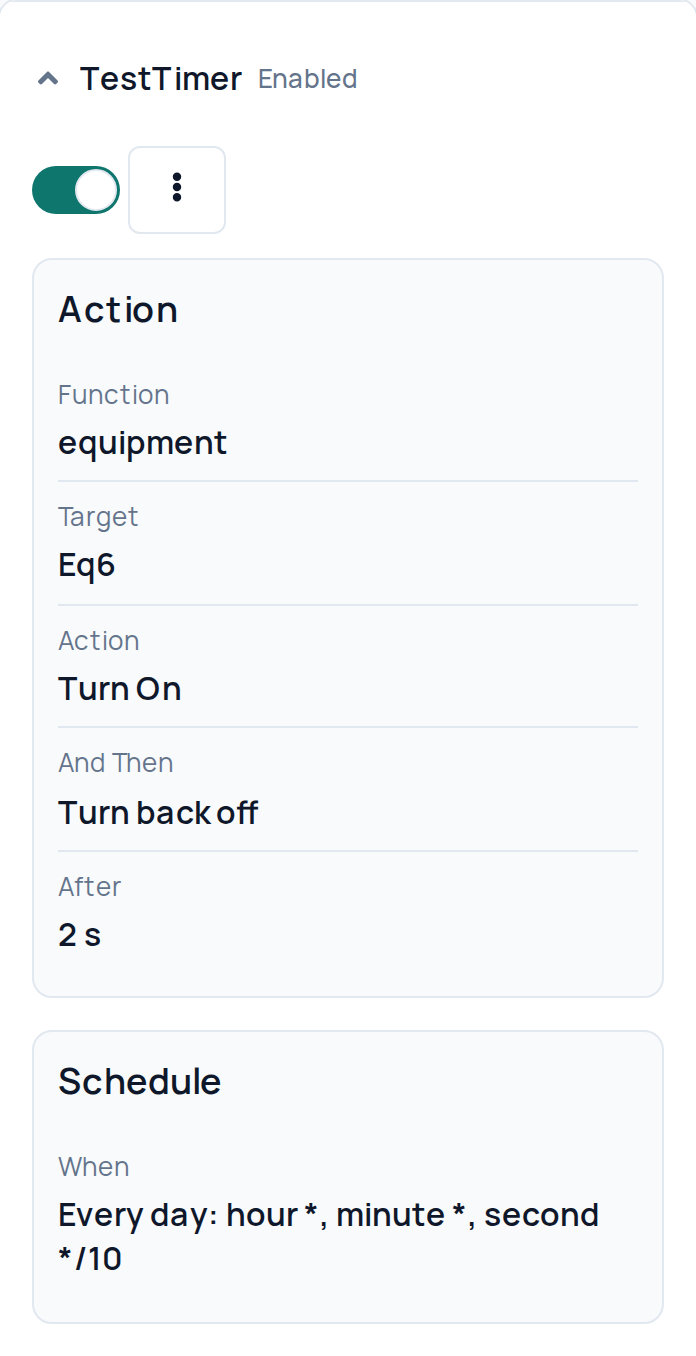 TestTimer Enabled
Action
Function
equipment
Target
Eq6
Action
Turn On
And Then
Turn back off
After
2 s
Schedule
When
Every day: hour *, minute *, second
*/10